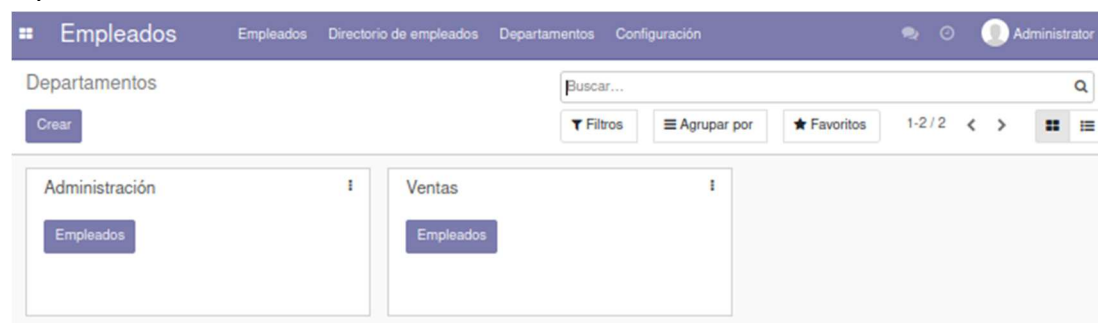 Empleados Empleados Directorio de empleados Departamentos Configuración Administrator
Departamentos Buscar...
Crear Filtros Agrupar por Favoritos 1-2 / 2
Administración Ventas
Empleados Empleados